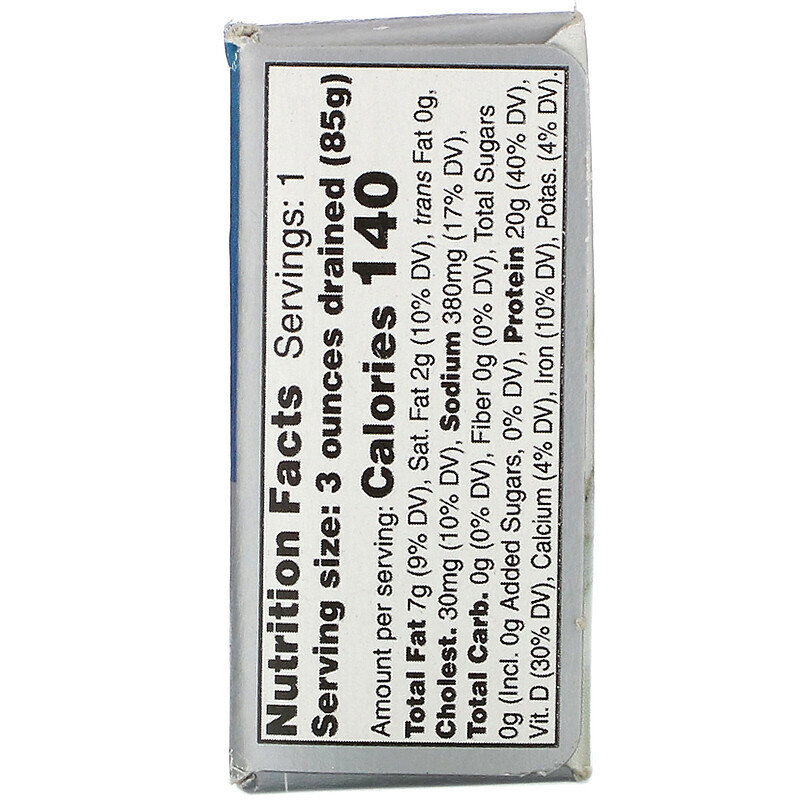 Nutrition Facts Servings: 1
Serving size: 3 ounces drained (85g)
Amount per serving: Calories 140
Total Fat 7g (9% DV), Sat. Fat 2g (10% DV), trans Fat 0g,
Cholest. 30mg (10% DV), Sodium 380mg (17% DV),
Total Carb. 0g (0% DV), Fiber 0g (0% DV), Total Sugars
0g (Incl. 0g Added Sugars, 0% DV), Protein 20g (40% DV),
Vit. D (30% DV), Calcium (4% DV), Iron (10% DV), Potas. (4% DV).